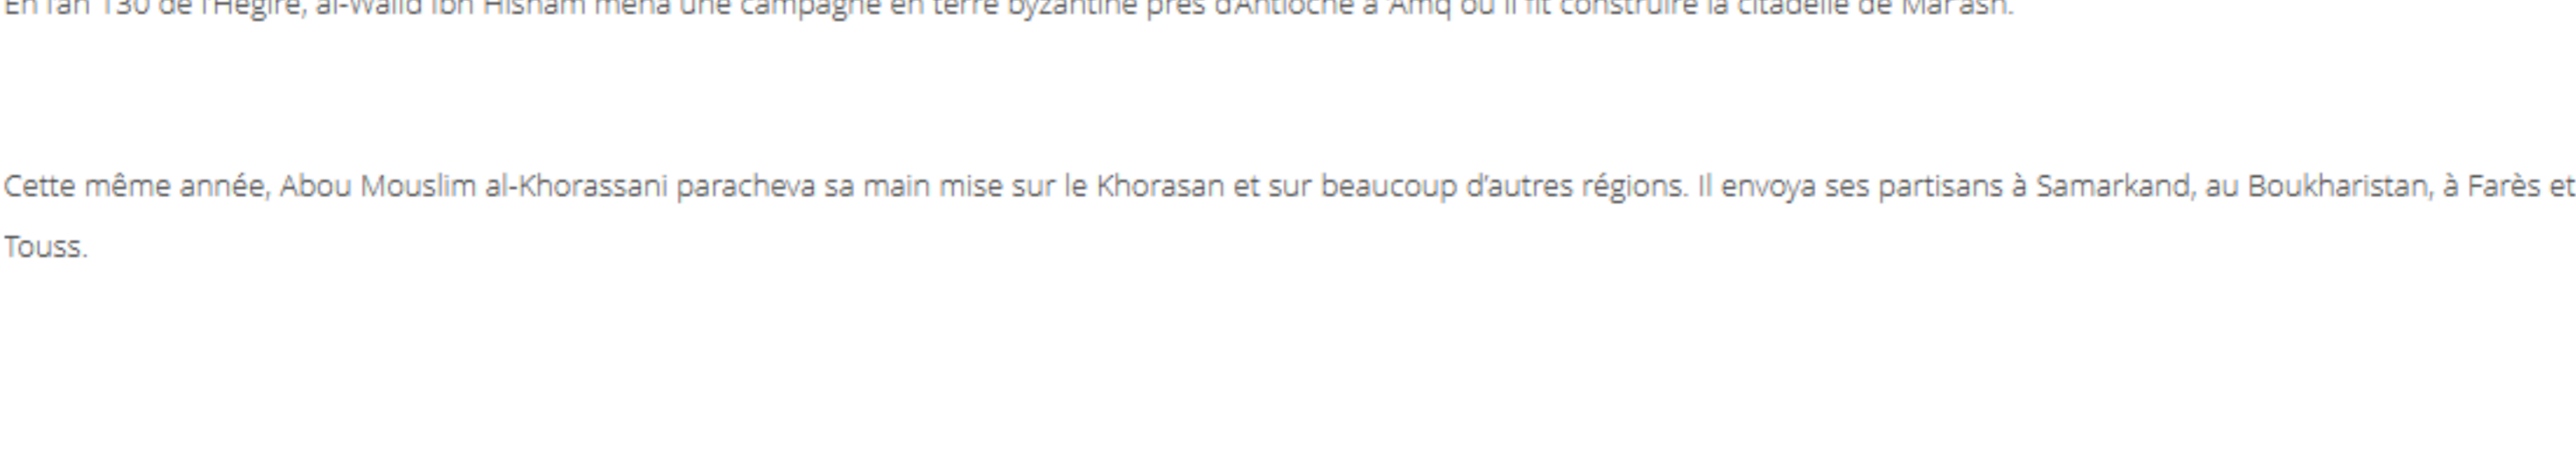 En l'an 130 de l'Hégire, al-Walid Ibn Hisham mena une campagne en terre byzantine près d'Antioche à 'Amq où il fit construire la citadelle de Mar'ash.
Cette même année, Abou Mouslim al-Khorassani paracheva sa main mise sur le Khorasan et sur beaucoup d'autres régions. Il envoya ses partisans à Samarkand, au Boukharistan, à Farès et
Touss.